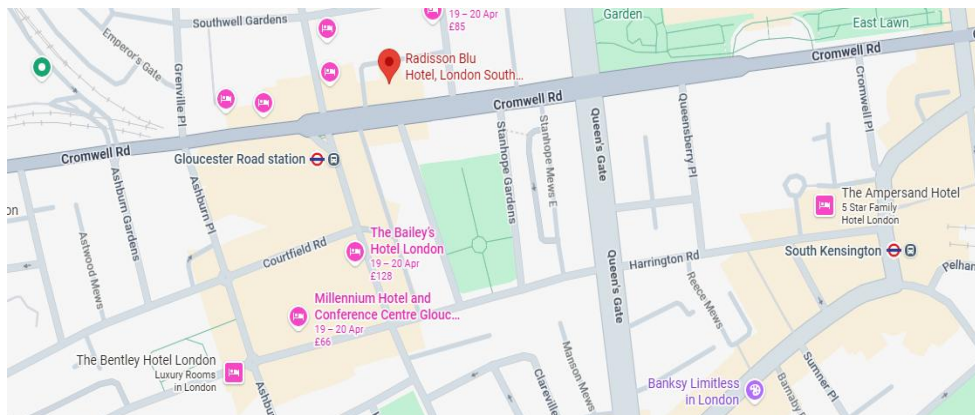 Southwell Gardens
19 – 20 Apr
£85
Garden
East Lawn
Emperor's Gate
Grenville Pl
Radisson Blu
Hotel, London South...
Cromwell Rd
Cromwell Rd
Cromwell Rd
Cromwell Pl
Queensberry Pl
Queen's Gate
Stanhope Gardens
Stanhope Mews E
Gloucester Road station
Ashburn Gardens
Ashburn Pl
Astwood Mews
Courtfield Rd
The Bailey's
Hotel London
19 – 20 Apr
£128
The Ampersand Hotel
5 Star Family
Hotel London
South Kensington
Harrington Rd
Queen's Gate
Reece Mews
Pelham
Millennium Hotel and
Conference Centre Glouc...
19 – 20 Apr
£66
The Bentley Hotel London
Luxury Rooms
in London
Ashbu
Clareville
Manson Mews
Banksy Limitless
in London
Barnaby
Sumner Pl